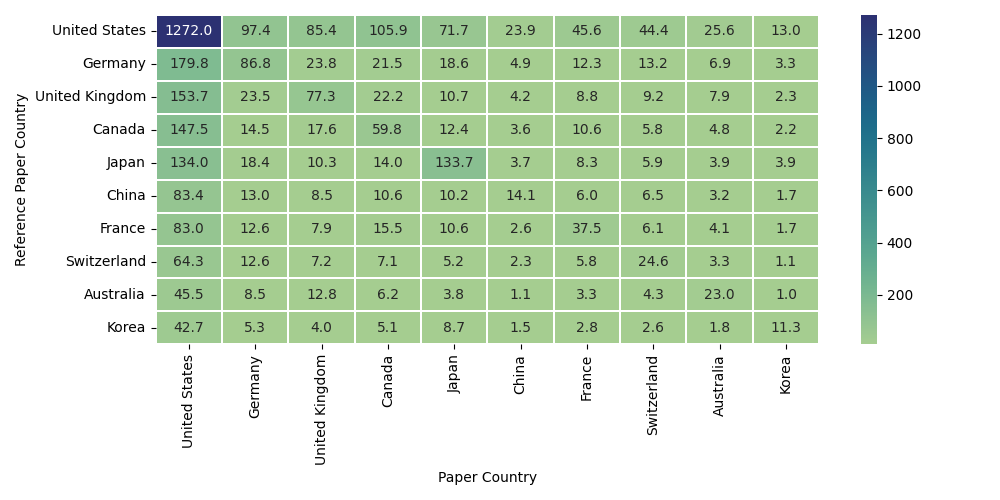 United States 1272.0 97.4 85.4 105.9 71.7 23.9 45.6 44.4 25.6 13.0
Germany 179.8 86.8 23.8 21.5 18.6 4.9 12.3 13.2 6.9 3.3
United Kingdom 153.7 23.5 77.3 22.2 10.7 4.2 8.8 9.2 7.9 2.3
Canada 147.5 14.5 17.6 59.8 12.4 3.6 10.6 5.8 4.8 2.2
Japan 134.0 18.4 10.3 14.0 133.7 3.7 8.3 5.9 3.9 3.9
China 83.4 13.0 8.5 10.6 10.2 14.1 6.0 6.5 3.2 1.7
France 83.0 12.6 7.9 15.5 10.6 2.6 37.5 6.1 4.1 1.7
Switzerland 64.3 12.6 7.2 7.1 5.2 2.3 5.8 24.6 3.3 1.1
Australia 45.5 8.5 12.8 6.2 3.8 1.1 3.3 4.3 23.0 1.0
Korea 42.7 5.3 4.0 5.1 8.7 1.5 2.8 2.6 1.8 11.3
United States
Germany
United Kingdom
Canada
Japan
China
France
Switzerland
Australia
Korea
Paper Country
Reference Paper Country
1200
1000
800
600
400
200